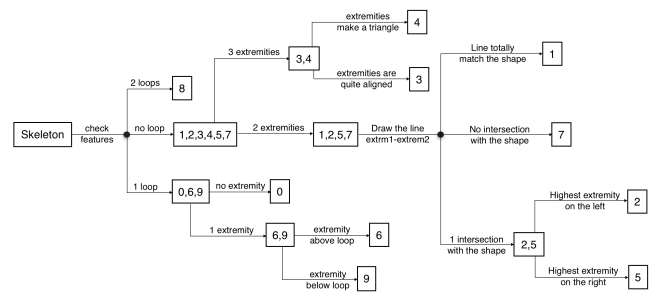 Skeleton
check
features
2 loops
8
no loop
1,2,3,4,5,7
3 extremities
3,4
extremities
make a triangle
4
extremities are
quite aligned
3
2 extremities
1,2,5,7
Draw the line
extrm1-extrem2
Line totally
match the shape
1
No intersection
with the shape
7
1 intersection
with the shape
2,5
Highest extremity
on the left
2
Highest extremity
on the right
5
1 loop
0,6,9
no extremity
0
1 extremity
6,9
extremity
above loop
6
extremity
below loop
9